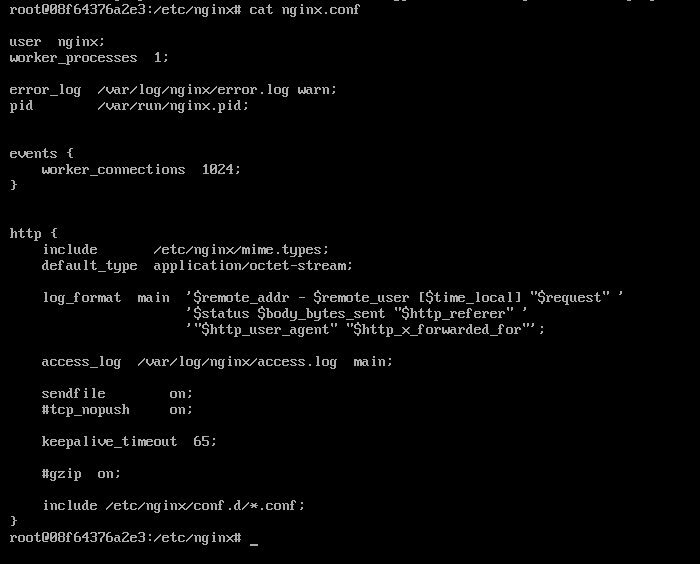 root@08f64376a2e3:/etc/nginx# cat nginx.conf
user  nginx;
worker_processes  1;
error_log  /var/log/nginx/error.log warn;
pid        /var/run/nginx.pid;
events {
    worker_connections  1024;
}
http {
    include       /etc/nginx/mime.types;
    default_type  application/octet-stream;
    log_format  main  '$remote_addr - $remote_user [$time_local] "$request" '
                      '$status $body_bytes_sent "$http_referer" '
                      '"$http_user_agent" "$http_x_forwarded_for"';
    access_log  /var/log/nginx/access.log  main;
    sendfile        on;
    #tcp_nopush     on;
    keepalive_timeout  65;
    #gzip  on;
    include /etc/nginx/conf.d/*.conf;
}
root@08f64376a2e3:/etc/nginx# _